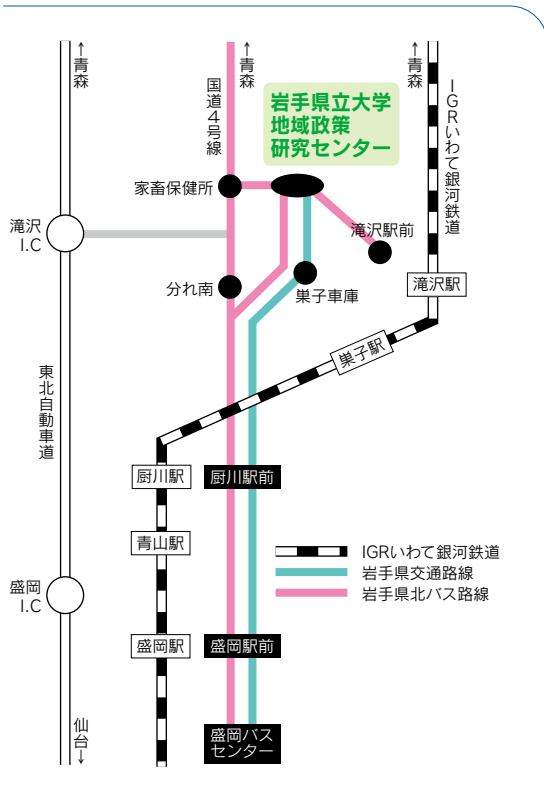 ↑青森
↑青森
↑青森
国道4号線
IGRいわて銀河鉄道
岩手県立大学
地域政策
研究センター
家畜保健所
滝沢
I.C
滝沢駅前
分れ南
巣子車庫
滝沢駅
巣子駅
東北自動車道
厨川駅
厨川駅前
青山駅
IGRいわて銀河鉄道
岩手県交通路線
岩手県北バス路線
盛岡
I.C
盛岡駅
盛岡駅前
仙台↓
盛岡バス
センター